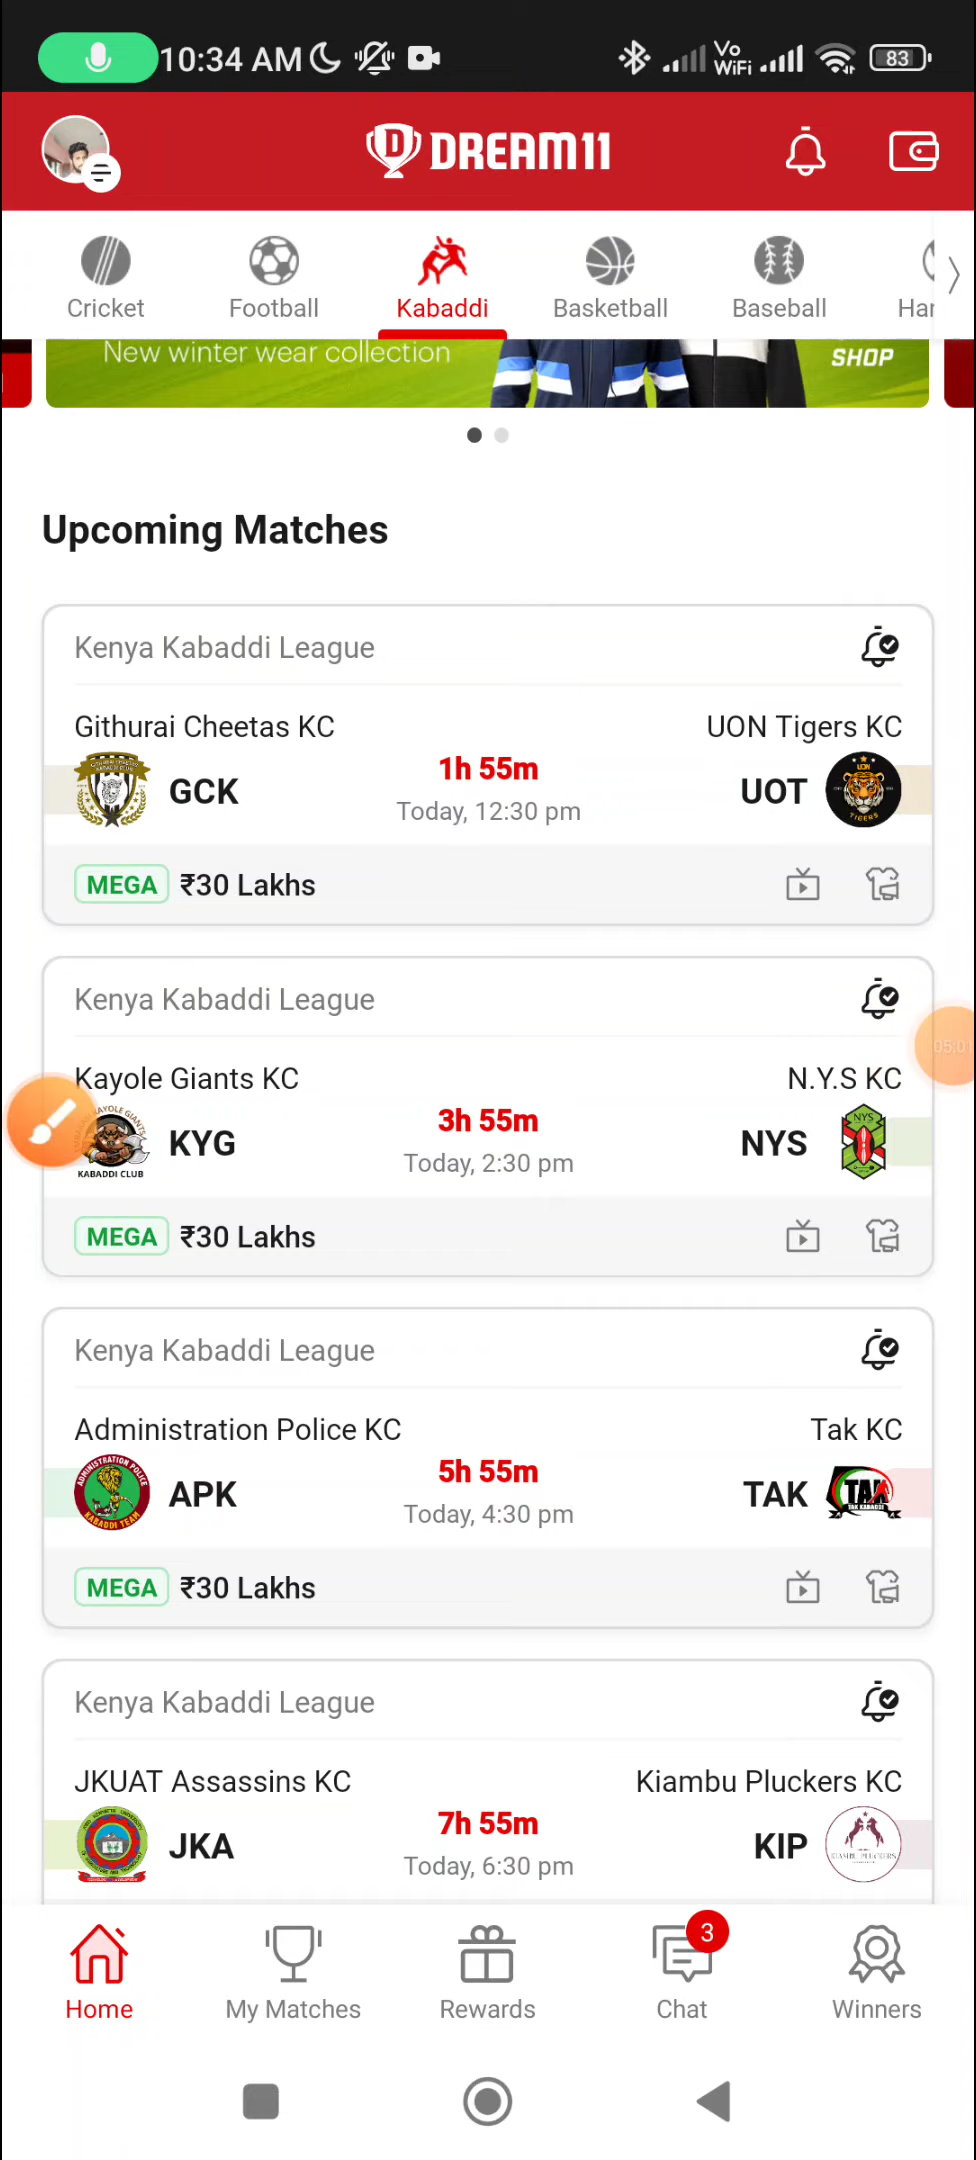 10:34 AM
Vo WiFi
83
DREAM11
Cricket
Football
Kabaddi
Basketball
Baseball
Har
New winter wear collection
SHOP
Upcoming Matches
Kenya Kabaddi League
Githurai Cheetas KC
UON Tigers KC
GCK
1h 55m
UOT
Today, 12:30 pm
MEGA ₹30 Lakhs
Kenya Kabaddi League
05:01
Kayole Giants KC
N.Y.S KC
KYG
3h 55m
NYS
Today, 2:30 pm
KABADDI CLUB
MEGA ₹30 Lakhs
Kenya Kabaddi League
Administration Police KC
Tak KC
APK
5h 55m
TAK
Today, 4:30 pm
MEGA ₹30 Lakhs
Kenya Kabaddi League
JKUAT Assassins KC
Kiambu Pluckers KC
JKA
7h 55m
KIP
Today, 6:30 pm
3
Home
My Matches
Rewards
Chat
Winners